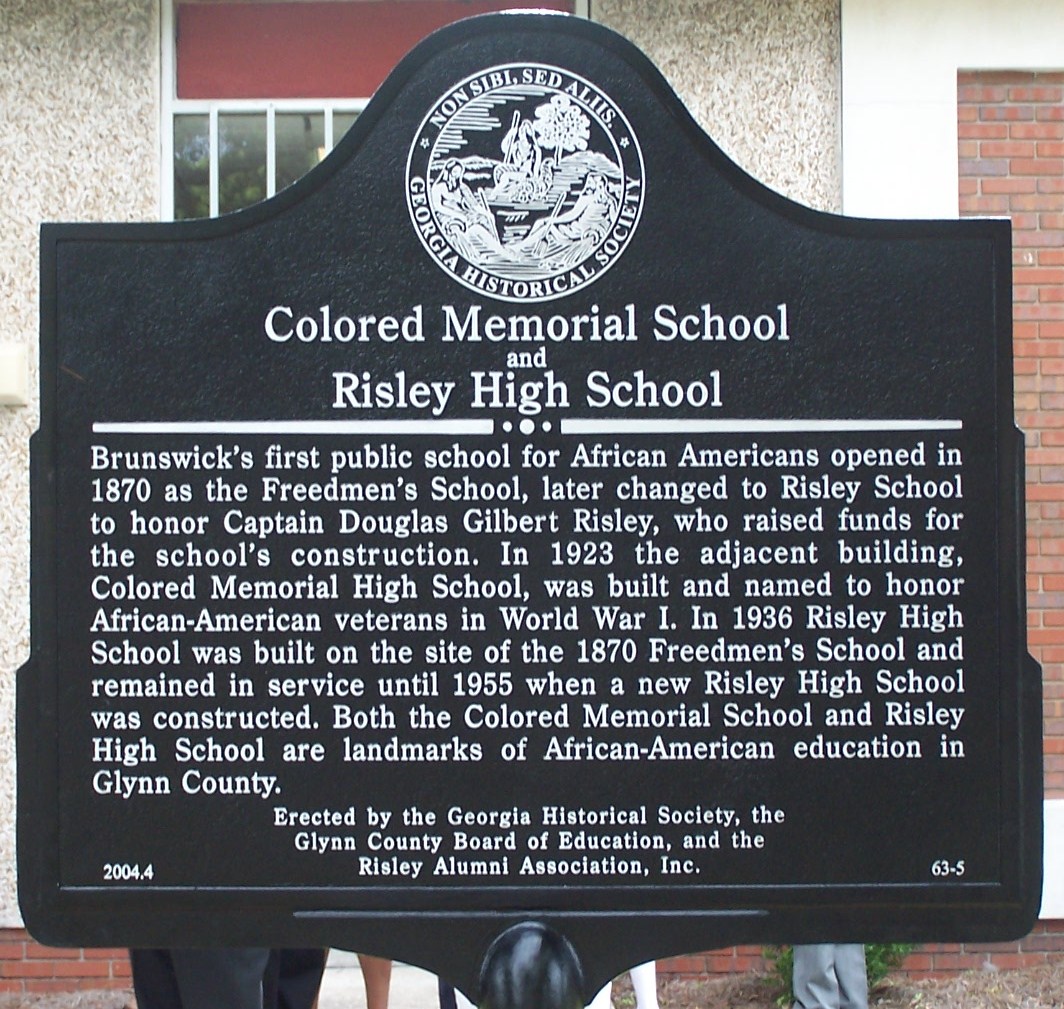 NON SIBI, SED ALIIS.
GEORGIA HISTORICAL SOCIETY
Colored Memorial School
and
Risley High School
Brunswick's first public school for African Americans opened in
1870 as the Freedmen's School, later changed to Risley School
to honor Captain Douglas Gilbert Risley, who raised funds for
the school's construction. In 1923 the adjacent building,
Colored Memorial High School, was built and named to honor
African-American veterans in World War I. In 1936 Risley High
School was built on the site of the 1870 Freedmen's School and
remained in service until 1955 when a new Risley High School
was constructed. Both the Colored Memorial School and Risley
High School are landmarks of African-American education in
Glynn County.
Erected by the Georgia Historical Society, the
Glynn County Board of Education, and the
Risley Alumni Association, Inc.
2004.4 63-5